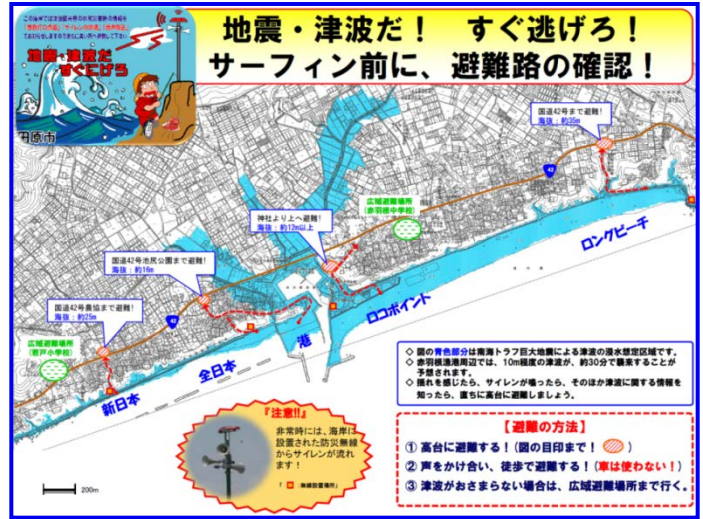 地震・津波だ！　すぐ逃げろ！
サーフィン前に、避難路の確認！
地震だ津波だ
すぐにげろ
田原市
国道42号まで避難!
海抜：約35m
42
広域避難場所
(赤羽根中学校)
神社より上へ避難!
海抜：約12m以上
国道42号池尻公園まで避難!
海抜：約16m
国道42号農協まで避難!
海抜：約25m
42
広域避難場所
(若戸小学校)
ロングビーチ
ロコポイント
港
全日本
新日本
◇ 図の青色部分は南海トラフ巨大地震による津波の浸水想定区域です。
◇ 赤羽根漁港周辺では、10m程度の津波が、約30分で襲来することが
予想されます。
◇ 揺れを感じたら、サイレンが鳴ったら、そのほか津波に関する情報を
知ったら、直ちに高台に避難しましょう。
『注意!!』
非常時には、海岸に
設置された防災無線
からサイレンが流れ
ます！
「 無線設置場所」
【避難の方法】
① 高台に避難する！(図の目印まで！ )
② 声をかけ合い、徒歩で避難する！(車は使わない！)
③ 津波がおさまらない場合は、広域避難場所まで行く。
200m